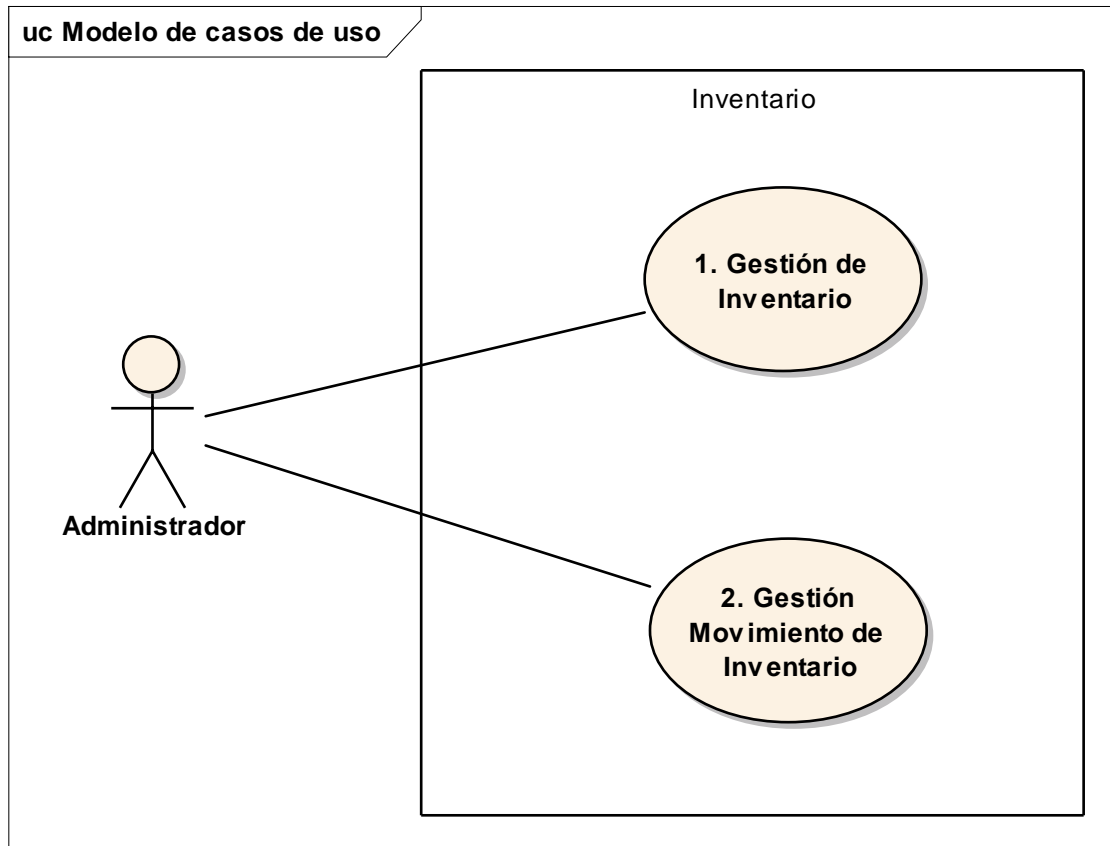 uc Modelo de casos de uso
Inventario
1. Gestión de
Inventario
Administrador
2. Gestión
Movimiento de
Inventario